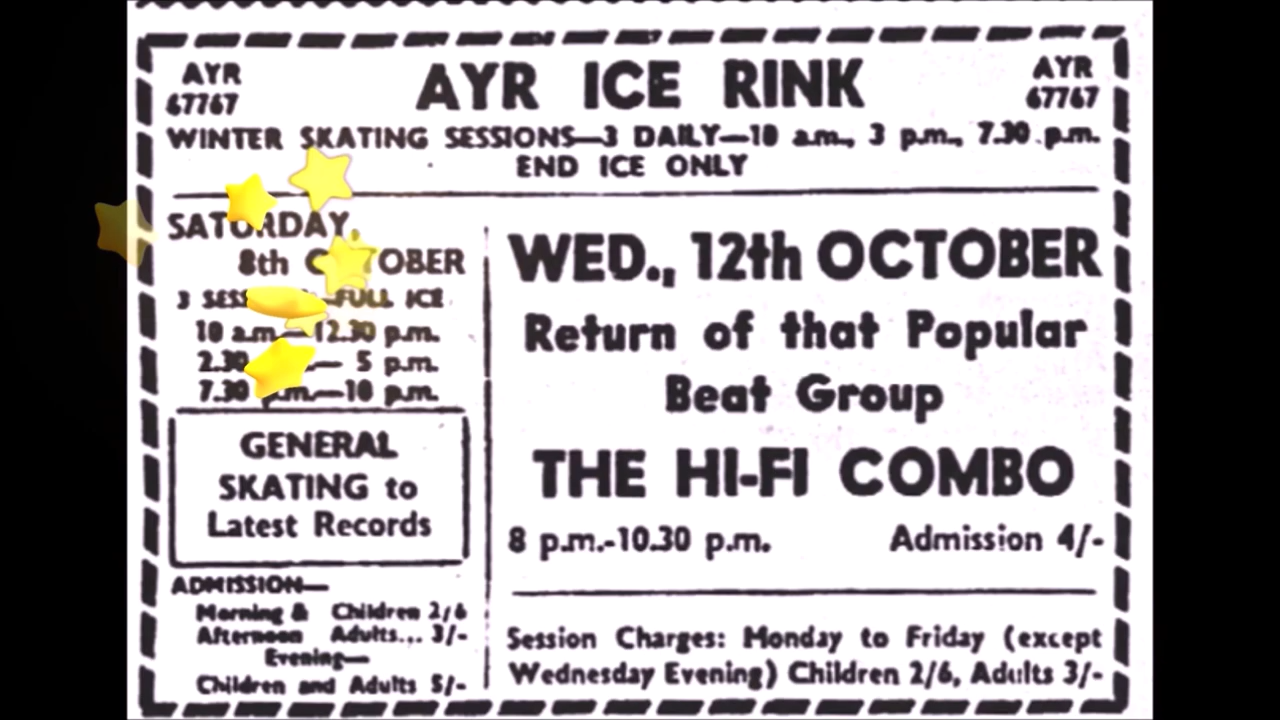 AYR
67767
AYR ICE RINK
AYR
67767
WINTER SKATING SESSIONS—3 DAILY—10 a.m., 3 p.m., 7.30 p.m.
END ICE ONLY
SATURDAY,
8th OCTOBER
3 FULL ICE
10 a.m.—12.30 p.m.
2.30 — 5 p.m.
7.30 p.m.—10 p.m.
GENERAL
SKATING to
Latest Records
ADMISSION—
Morning & Children 2/6
Afternoon Adults... 3/-
Evening—
Children and Adults 5/-
WED., 12th OCTOBER
Return of that Popular
Beat Group
THE HI-FI COMBO
8 p.m.-10.30 p.m. Admission 4/-
Session Charges: Monday to Friday (except
Wednesday Evening) Children 2/6, Adults 3/-